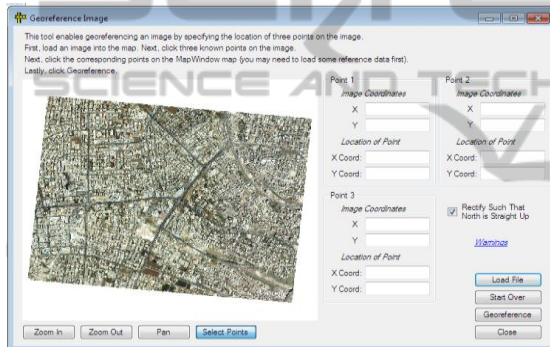 Georeference Image
This tool enables georeferencing an image by specifying the location of three points on the image.
First, load an image into the map. Next, click three known points on the image.
Next, click the corresponding points on the MapWindow map (you may need to load some reference data first).
Lastly, click Georeference.
SCIENCE AND TECH
Point 1
Image Coordinates
X
Y
Location of Point
X Coord:
Y Coord:
Point 2
Image Coordinates
X
Y
Location of Point
X Coord:
Y Coord:
Point 3
Image Coordinates
X
Y
Location of Point
X Coord:
Y Coord:
Rectify Such That
North is Straight Up
Warnings
Load File
Start Over
Georeference
Close
Zoom In
Zoom Out
Pan
Select Points